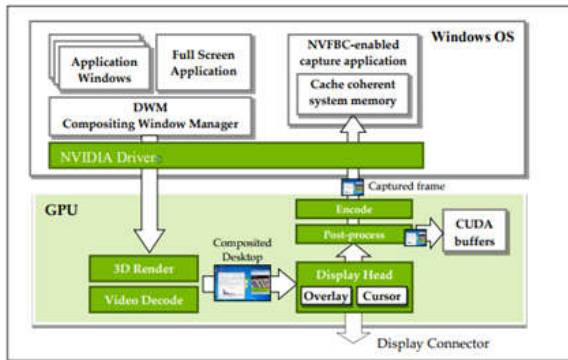 Windows OS
Application
Windows
Full Screen
Application
NVFBC-enabled
capture application
Cache coherent
system memory
DWM
Compositing Window Manager
NVIDIA Driver
Captured frame
GPU
Encode
Post-process
CUDA
buffers
Composited
Desktop
3D Render
Video Decode
Display Head
Overlay
Cursor
Display Connector